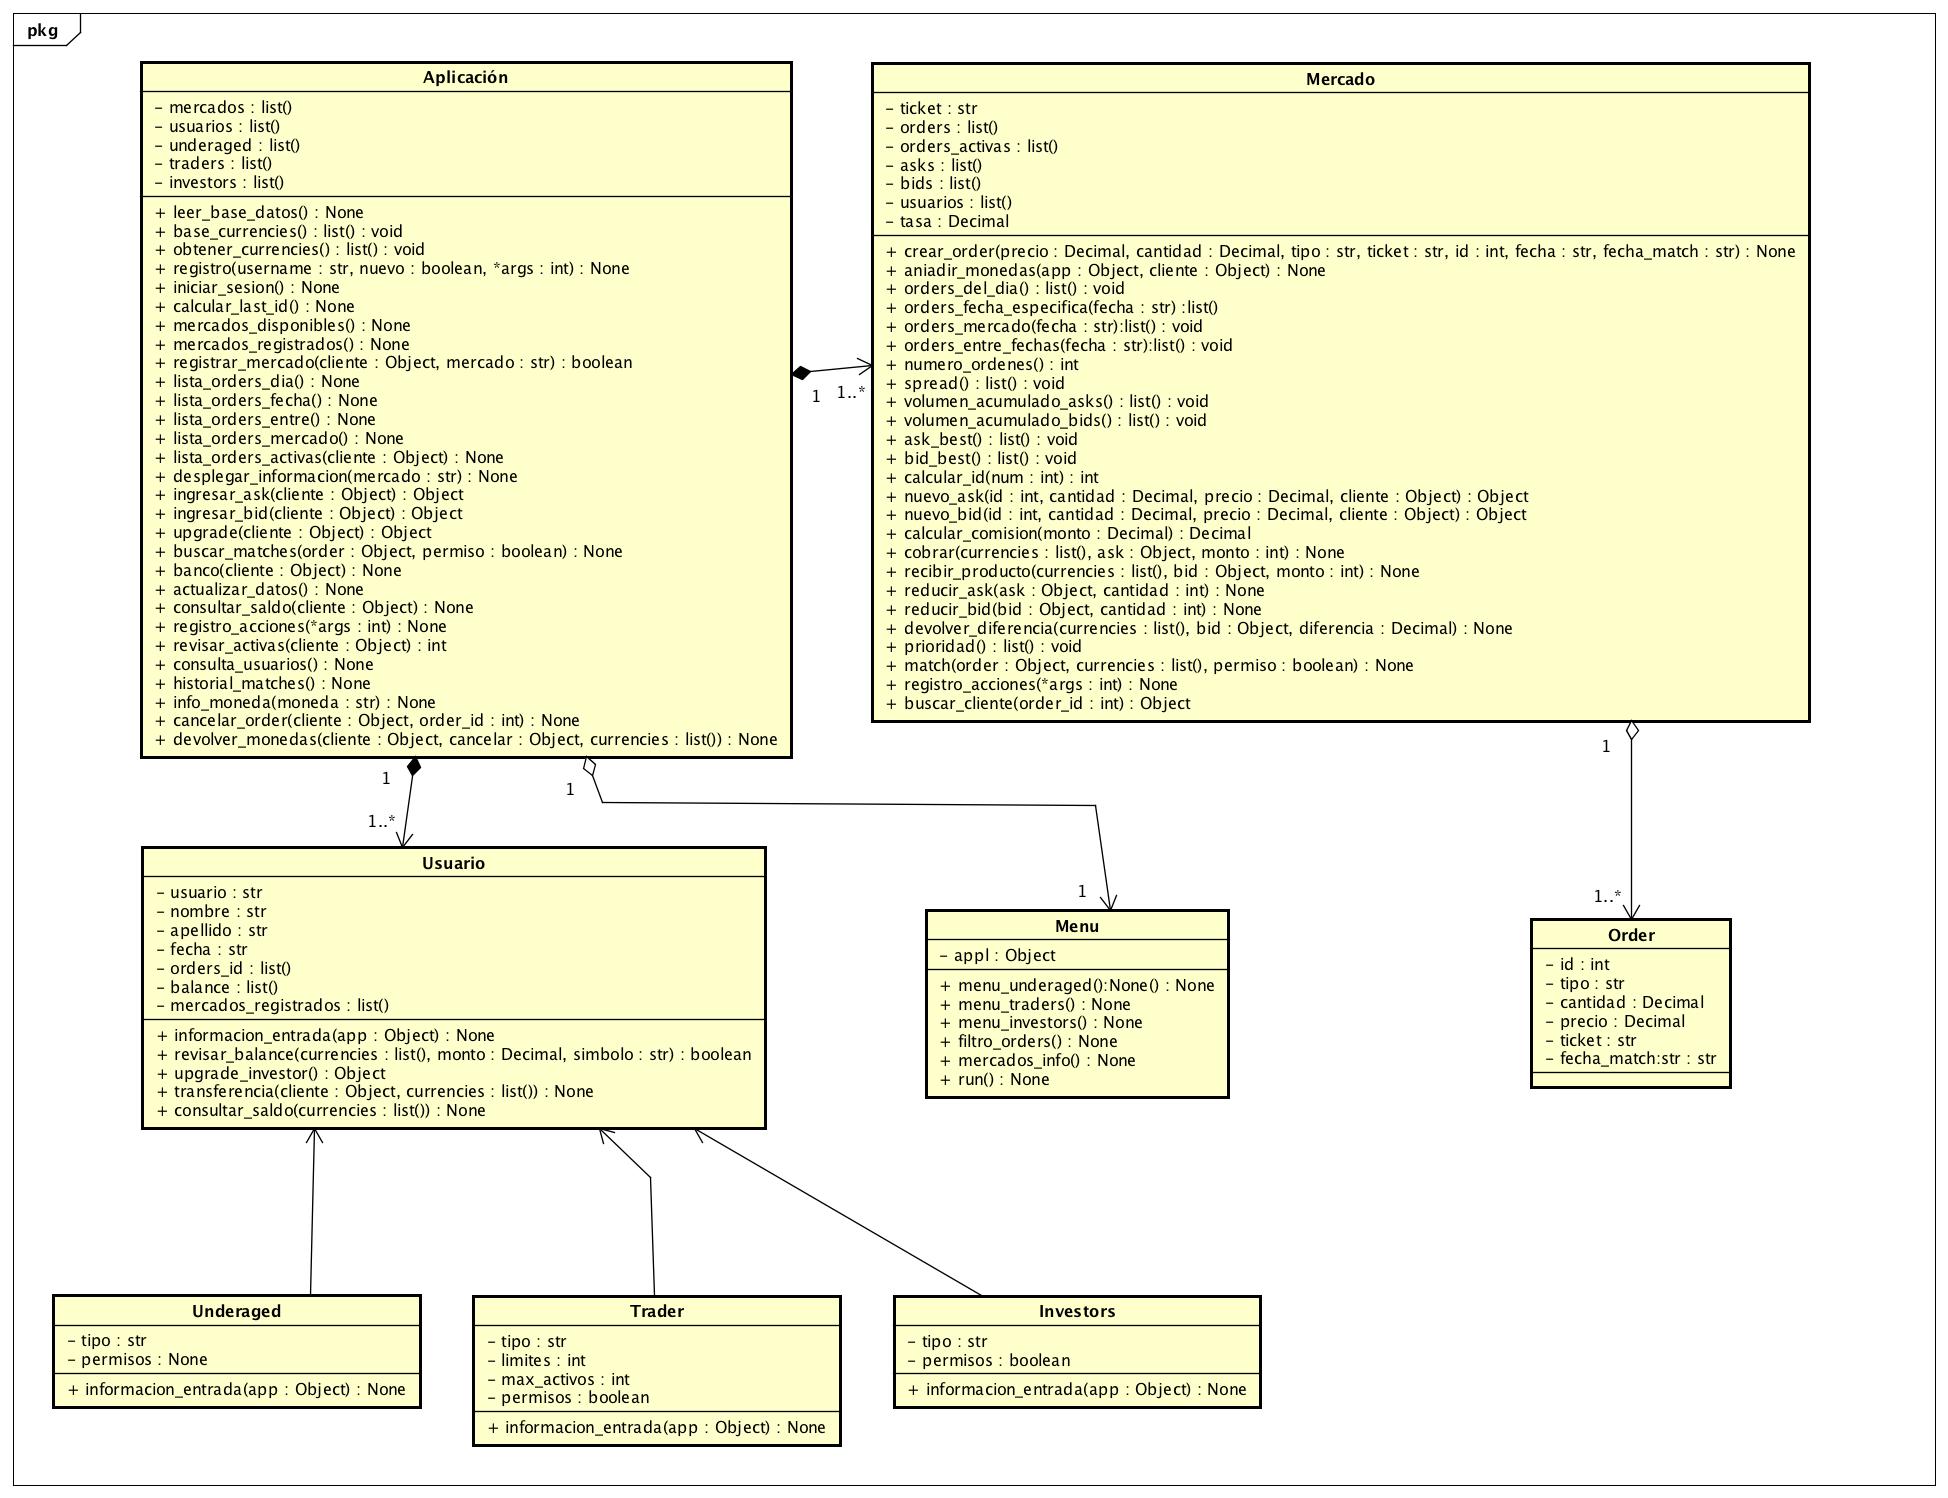 pkg
Aplicación
– mercados : list()
– usuarios : list()
– underaged : list()
– traders : list()
– investors : list()
+ leer_base_datos() : None
+ base_currencies() : list() : void
+ obtener_currencies() : list() : void
+ registro(username : str, nuevo : boolean, *args : int) : None
+ iniciar_sesion() : None
+ calcular_last_id() : None
+ mercados_disponibles() : None
+ mercados_registrados() : None
+ registrar_mercado(cliente : Object, mercado : str) : boolean
+ lista_orders_dia() : None
+ lista_orders_fecha() : None
+ lista_orders_entre() : None
+ lista_orders_mercado() : None
+ lista_orders_activas(cliente : Object) : None
+ desplegar_informacion(mercado : str) : None
+ ingresar_ask(cliente : Object) : Object
+ ingresar_bid(cliente : Object) : Object
+ upgrade(cliente : Object) : Object
+ buscar_matches(order : Object, permiso : boolean) : None
+ banco(cliente : Object) : None
+ actualizar_datos() : None
+ consultar_saldo(cliente : Object) : None
+ registro_acciones(*args : int) : None
+ revisar_activas(cliente : Object) : int
+ consulta_usuarios() : None
+ historial_matches() : None
+ info_moneda(moneda : str) : None
+ cancelar_order(cliente : Object, order_id : int) : None
+ devolver_monedas(cliente : Object, cancelar : Object, currencies : list()) : None
Mercado
– ticket : str
– orders : list()
– orders_activas : list()
– asks : list()
– bids : list()
– usuarios : list()
– tasa : Decimal
+ crear_order(precio : Decimal, cantidad : Decimal, tipo : str, ticket : str, id : int, fecha : str, fecha_match : str) : None
+ aniadir_monedas(app : Object, cliente : Object) : None
+ orders_del_dia() : list() : void
+ orders_fecha_especifica(fecha : str) :list()
+ orders_mercado(fecha : str):list() : void
+ orders_entre_fechas(fecha : str):list() : void
+ numero_ordenes() : int
+ spread() : list() : void
+ volumen_acumulado_asks() : list() : void
+ volumen_acumulado_bids() : list() : void
+ ask_best() : list() : void
+ bid_best() : list() : void
+ calcular_id(num : int) : int
+ nuevo_ask(id : int, cantidad : Decimal, precio : Decimal, cliente : Object) : Object
+ nuevo_bid(id : int, cantidad : Decimal, precio : Decimal, cliente : Object) : Object
+ calcular_comision(monto : Decimal) : Decimal
+ cobrar(currencies : list(), ask : Object, monto : int) : None
+ recibir_producto(currencies : list(), bid : Object, monto : int) : None
+ reducir_ask(ask : Object, cantidad : int) : None
+ reducir_bid(bid : Object, cantidad : int) : None
+ devolver_diferencia(currencies : list(), bid : Object, diferencia : Decimal) : None
+ prioridad() : list() : void
+ match(order : Object, currencies : list(), permiso : boolean) : None
+ registro_acciones(*args : int) : None
+ buscar_cliente(order_id : int) : Object
1
1..*
1
1..*
1
1
1
1..*
Usuario
– usuario : str
– nombre : str
– apellido : str
– fecha : str
– orders_id : list()
– balance : list()
– mercados_registrados : list()
+ informacion_entrada(app : Object) : None
+ revisar_balance(currencies : list(), monto : Decimal, simbolo : str) : boolean
+ upgrade_investor() : Object
+ transferencia(cliente : Object, currencies : list()) : None
+ consultar_saldo(currencies : list()) : None
Menu
– appl : Object
+ menu_underaged():None() : None
+ menu_traders() : None
+ menu_investors() : None
+ filtro_orders() : None
+ mercados_info() : None
+ run() : None
Order
– id : int
– tipo : str
– cantidad : Decimal
– precio : Decimal
– ticket : str
– fecha_match:str : str
Underaged
– tipo : str
– permisos : None
+ informacion_entrada(app : Object) : None
Trader
– tipo : str
– limites : int
– max_activos : int
– permisos : boolean
+ informacion_entrada(app : Object) : None
Investors
– tipo : str
– permisos : boolean
+ informacion_entrada(app : Object) : None